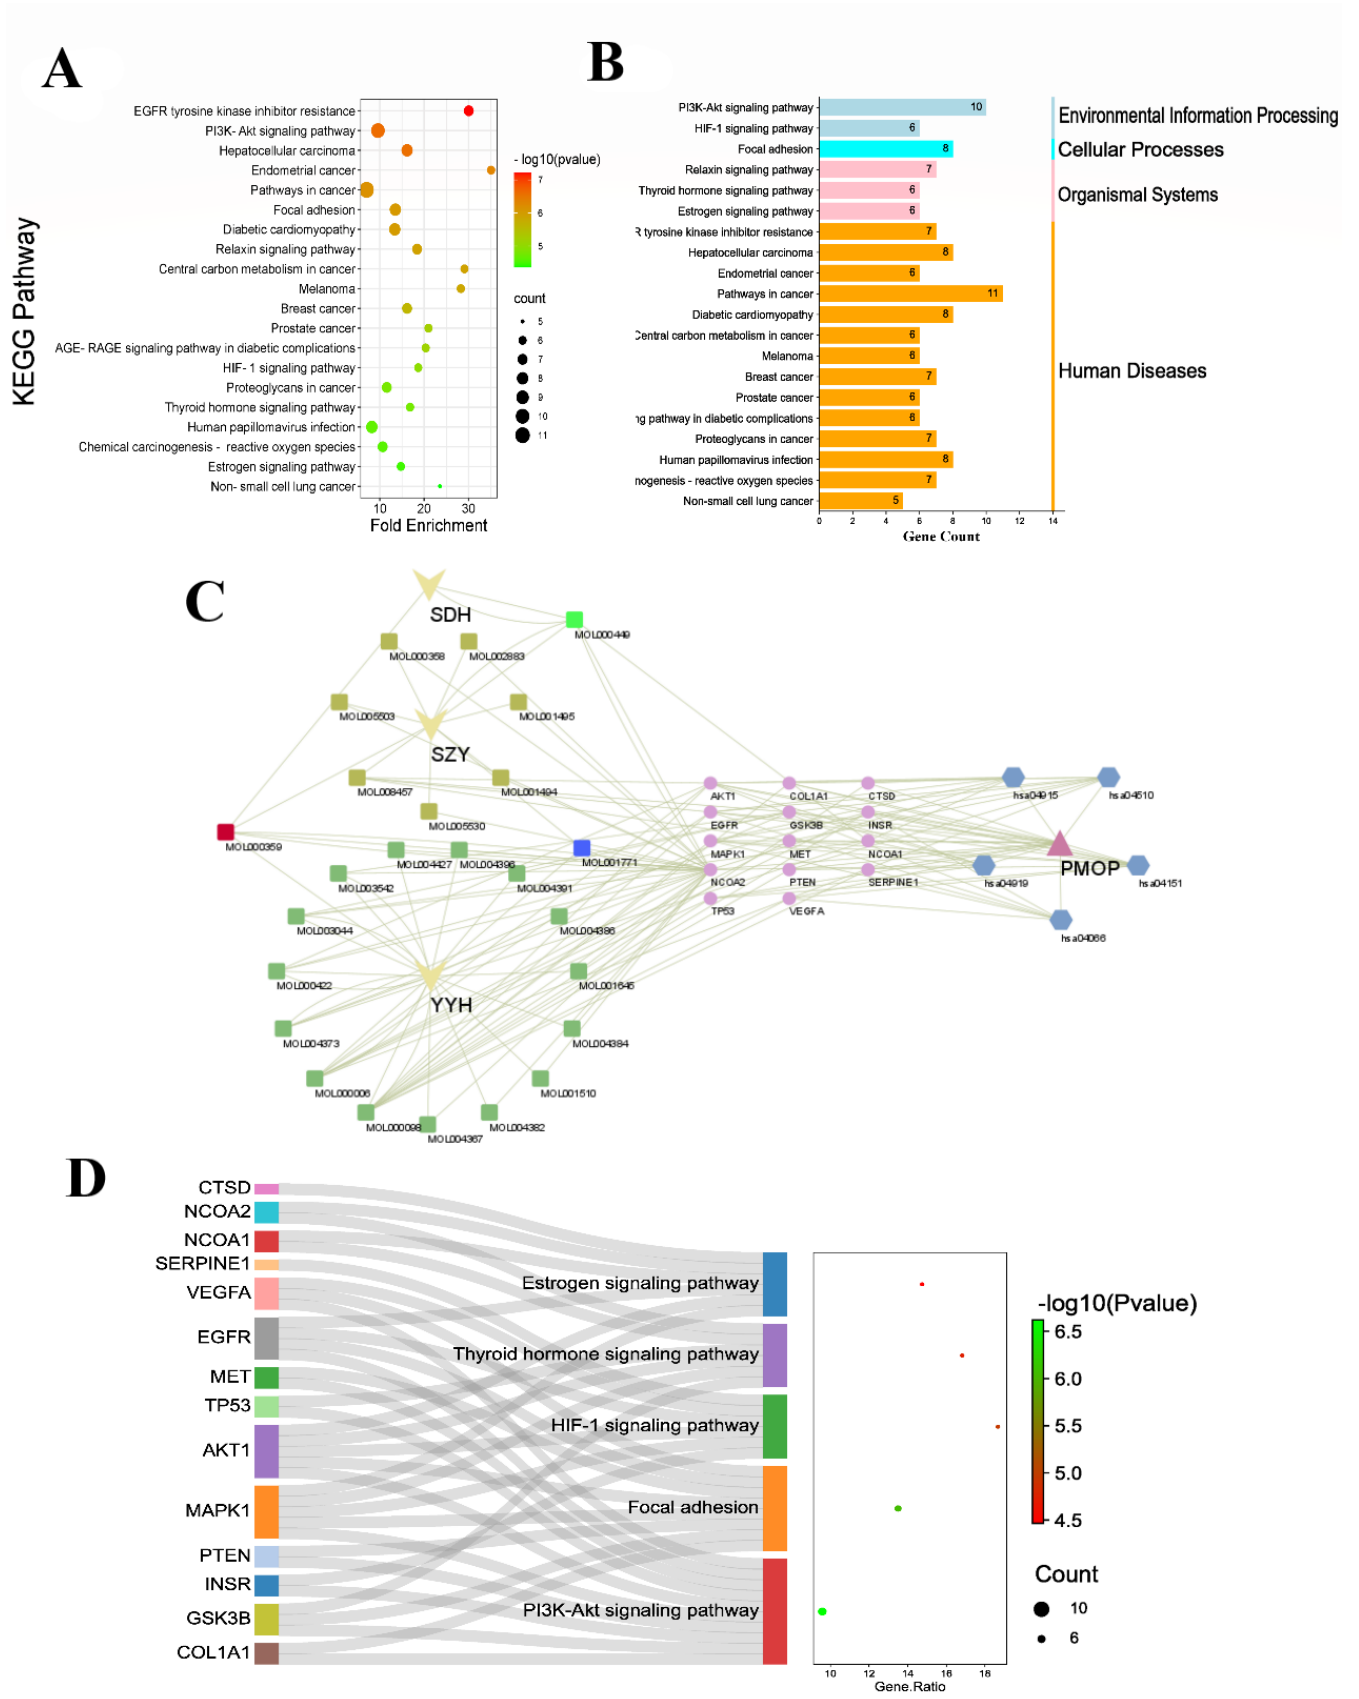 A
KEGG Pathway
EGFR tyrosine kinase inhibitor resistance
PI3K- Akt signaling pathway
Hepatocellular carcinoma
Endometrial cancer
Pathways in cancer
Focal adhesion
Diabetic cardiomyopathy
Relaxin signaling pathway
Central carbon metabolism in cancer
Melanoma
Breast cancer
Prostate cancer
AGE- RAGE signaling pathway in diabetic complications
HIF- 1 signaling pathway
Proteoglycans in cancer
Thyroid hormone signaling pathway
Human papillomavirus infection
Chemical carcinogenesis - reactive oxygen species
Estrogen signaling pathway
Non- small cell lung cancer
10 20 30
Fold Enrichment
- log10(pvalue)
7
6
5
count
5
6
7
8
9
10
11
B
PI3K-Akt signaling pathway 10
HIF-1 signaling pathway 6
Focal adhesion 8
Relaxin signaling pathway 7
Thyroid hormone signaling pathway 6
Estrogen signaling pathway 6
R tyrosine kinase inhibitor resistance 7
Hepatocellular carcinoma 8
Endometrial cancer 6
Pathways in cancer 11
Diabetic cardiomyopathy 8
Central carbon metabolism in cancer 6
Melanoma 6
Breast cancer 7
Prostate cancer 6
ng pathway in diabetic complications 6
Proteoglycans in cancer 7
Human papillomavirus infection 8
nogenesis - reactive oxygen species 7
Non-small cell lung cancer 5
0 2 4 6 8 10 12 14
Gene Count
Environmental Information Processing
Cellular Processes
Organismal Systems
Human Diseases
C
SDH
MOL000449
MOL000358 MOL002883
MOL005503 MOL001495
SZY
MOL008457 MOL001494
MOL005530
MOL000359
MOL004427 MOL004396 MOL001771
MOL003542 MOL004391
MOL003044 MOL004386
MOL000422 MOL001645
YYH
MOL004373 MOL004384
MOL000006 MOL001510
MOL000098 MOL004367 MOL004382
AKT1 COL1A1 CTSD
EGFR GSK3B INSR
MAPK1 MET NCOA1
NCOA2 PTEN SERPINE1
TP53 VEGFA
hsa04915 hsa04510
PMOP
hsa04919 hsa04151
hsa04066
D
CTSD
NCOA2
NCOA1
SERPINE1
VEGFA
EGFR
MET
TP53
AKT1
MAPK1
PTEN
INSR
GSK3B
COL1A1
Estrogen signaling pathway
Thyroid hormone signaling pathway
HIF-1 signaling pathway
Focal adhesion
PI3K-Akt signaling pathway
10 12 14 16 18
Gene.Ratio
-log10(Pvalue)
6.5
6.0
5.5
5.0
4.5
Count
10
6